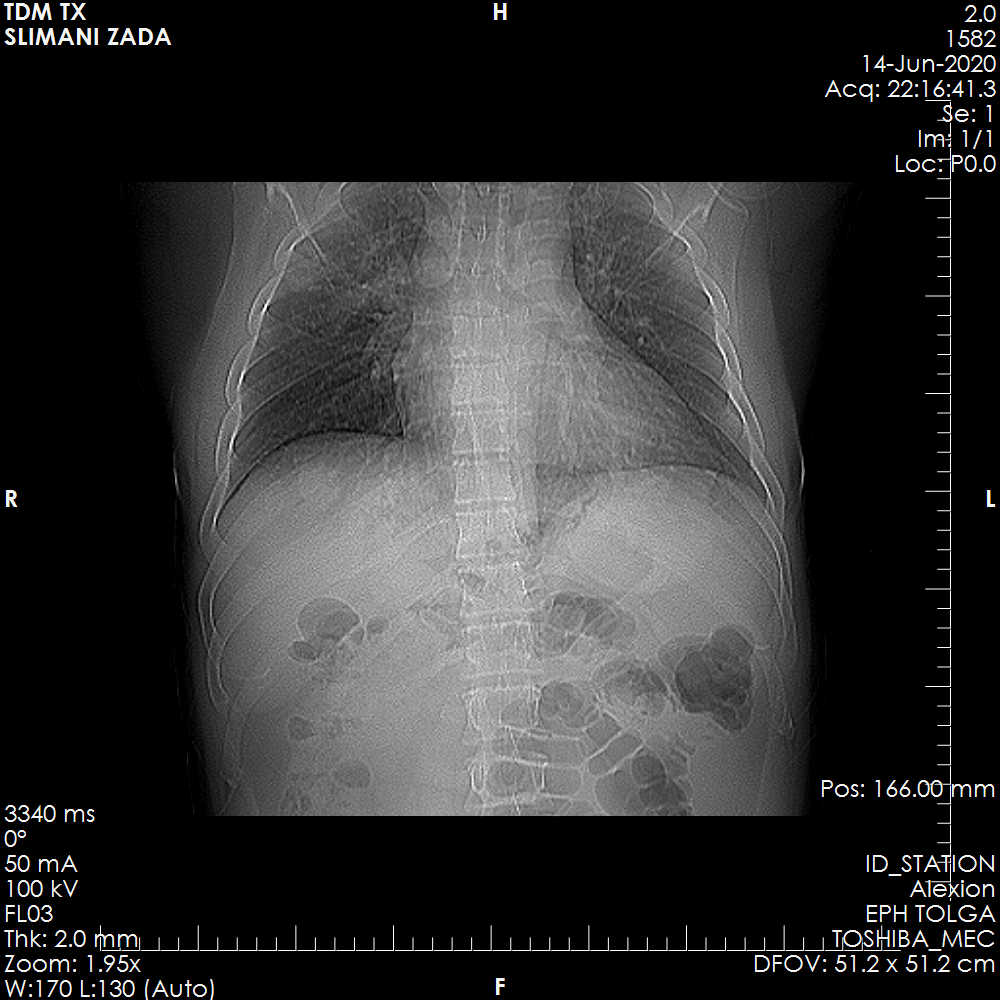 TDM TX
SLIMANI ZADA
H
2.0
1582
14-Jun-2020
Acq: 22:16:41.3
Se: 1
Im: 1/1
Loc: P0.0
R
L
Pos: 166.00 mm
3340 ms
0°
50 mA
100 kV
FL03
Thk: 2.0 mm
Zoom: 1.95x
W:170 L:130 (Auto)
F
ID_STATION
Alexion
EPH TOLGA
TOSHIBA_MEC
DFOV: 51.2 x 51.2 cm